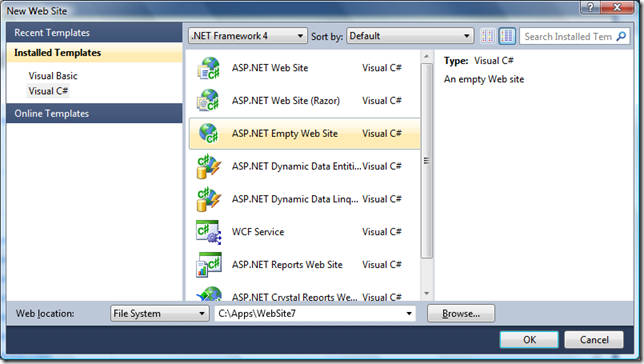 New Web Site
Recent Templates
Installed Templates
Visual Basic
Visual C#
Online Templates
.NET Framework 4
Sort by: Default
Search Installed Tem
ASP.NET Web Site Visual C#
ASP.NET Web Site (Razor) Visual C#
ASP.NET Empty Web Site Visual C#
ASP.NET Dynamic Data Entiti... Visual C#
ASP.NET Dynamic Data Linq... Visual C#
WCF Service Visual C#
ASP.NET Reports Web Site Visual C#
ASP.NET Crystal Reports We... Visual C#
Type: Visual C#
An empty Web site
Web location: File System C:\Apps\WebSite7 Browse...
OK Cancel